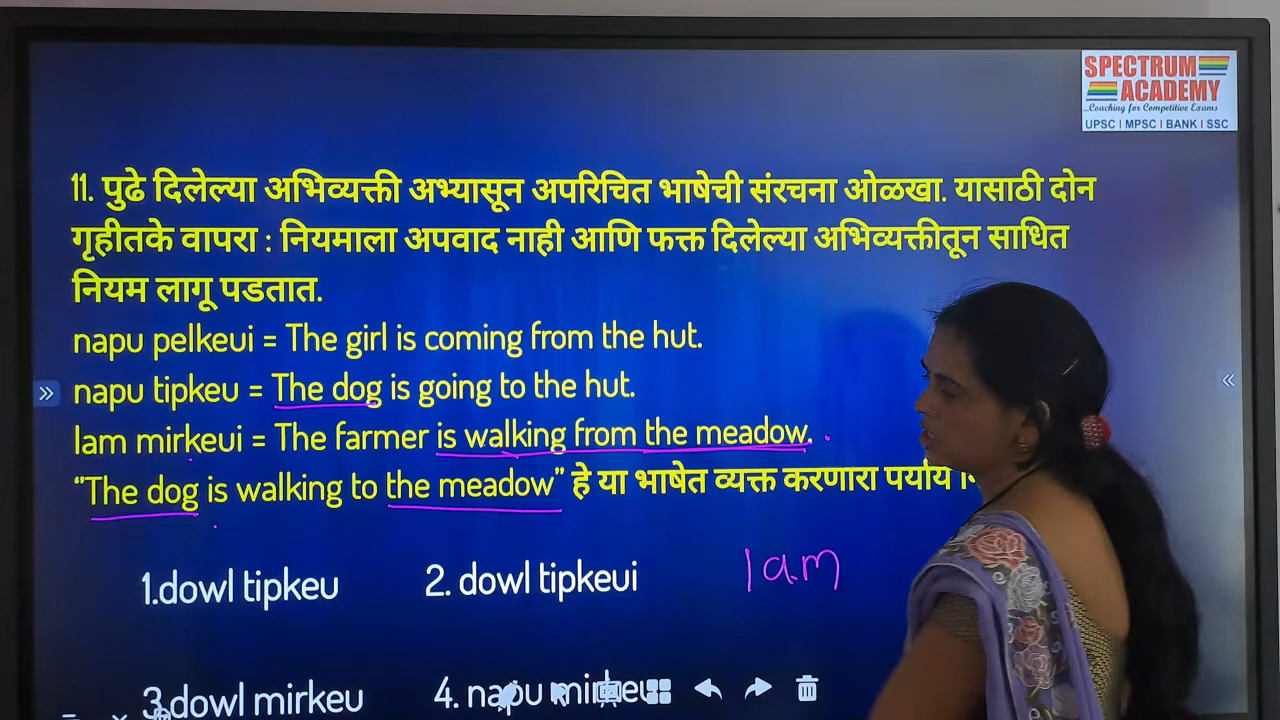 SPECTRUM
ACADEMY
...Coaching for Competitive Exams
UPSC | MPSC | BANK | SSC
11. पुढे दिलेल्या अभिव्यक्ती अभ्यासून अपरिचित भाषेची संरचना ओळखा. यासाठी दोन
गृहीतके वापरा : नियमाला अपवाद नाही आणि फक्त दिलेल्या अभिव्यक्तीतून साधित
नियम लागू पडतात.
napu pelkeui = The girl is coming from the hut.
napu tipkeu = The dog is going to the hut.
lam mirkeui = The farmer is walking from the meadow.
"The dog is walking to the meadow" हे या भाषेत व्यक्त करणारा पर्याय
1.dowl tipkeu 2. dowl tipkeui
lam
3.dowl mirkeu 4. napu mirkeu